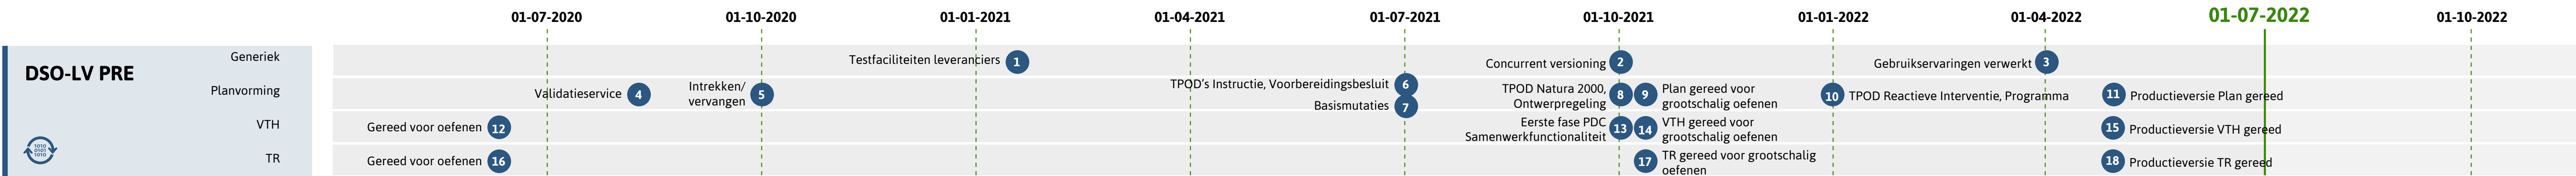 01-07-2020 01-10-2020 01-01-2021 01-04-2021 01-07-2021 01-10-2021 01-01-2022 01-04-2022 01-07-2022 01-10-2022
DSO-LV PRE
Generiek
Testfaciliteiten leveranciers 1
Concurrent versioning 2
Gebruikservaringen verwerkt 3
Planvorming
Validatieservice 4
Intrekken/
vervangen 5
TPOD's Instructie, Voorbereidingsbesluit 6
Basismutaties 7
TPOD Natura 2000,
Ontwerpregeling 8
9 Plan gereed voor
grootschalig oefenen
10 TPOD Reactieve Interventie, Programma
11 Productieversie Plan gereed
VTH
Gereed voor oefenen 12
Eerste fase PDC
Samenwerkfunctionaliteit 13
14 VTH gereed voor
grootschalig oefenen
15 Productieversie VTH gereed
TR
Gereed voor oefenen 16
17 TR gereed voor grootschalig
oefenen
18 Productieversie TR gereed
1010
0101
1010